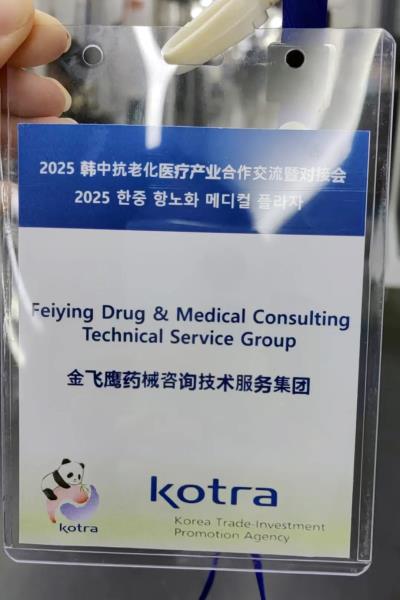 2025 韩中抗老化医疗产业合作交流暨对接会
2025 한중 항노화 메디컬 플라자
Feiying Drug & Medical Consulting
Technical Service Group
金飞鹰药械咨询技术服务集团
kotra
kotra
Korea Trade-Investment
Promotion Agency